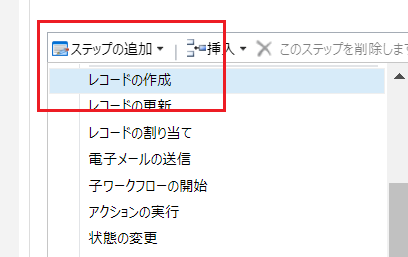 ステップの追加 挿入 このステップを削除しま
レコードの作成
レコードの更新
レコードの割り当て
電子メールの送信
子ワークフローの開始
アクションの実行
状態の変更